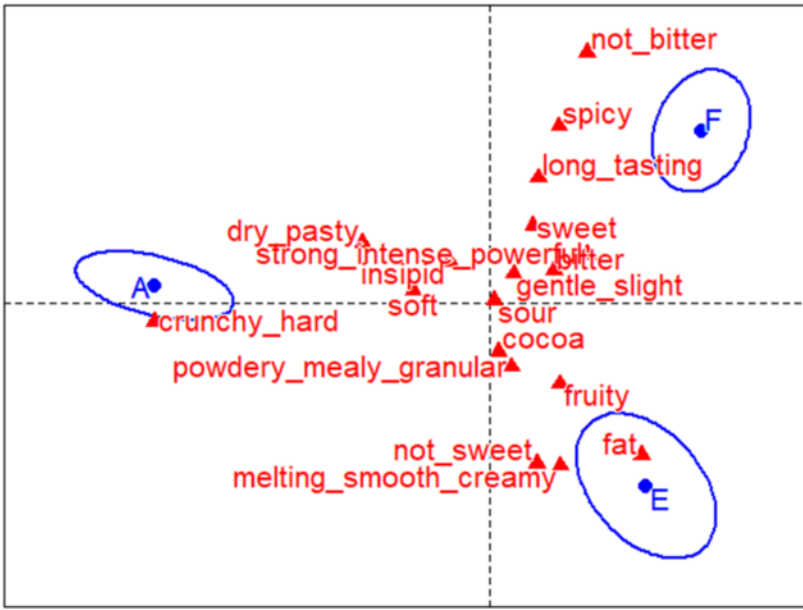 not_bitter
F
spicy
long_tasting
sweet
dry_pasty
strong_intense_powerful
bitter
insipid
A
gentle_slight
soft
sour
crunchy_hard
cocoa
powdery_mealy_granular
fruity
not_sweet
fat
melting_smooth_creamy
E